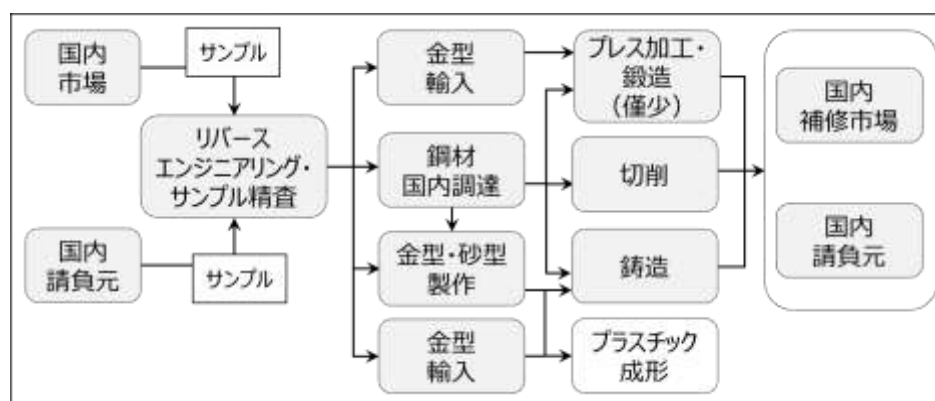 国内
市場
サンプル
リバース
エンジニアリング・
サンプル精査
国内
請負元
サンプル
金型
輸入
鋼材
国内調達
金型・砂型
製作
金型
輸入
プレス加工・
鍛造
(僅少)
切削
鋳造
プラスチック
成形
国内
補修市場
国内
請負元